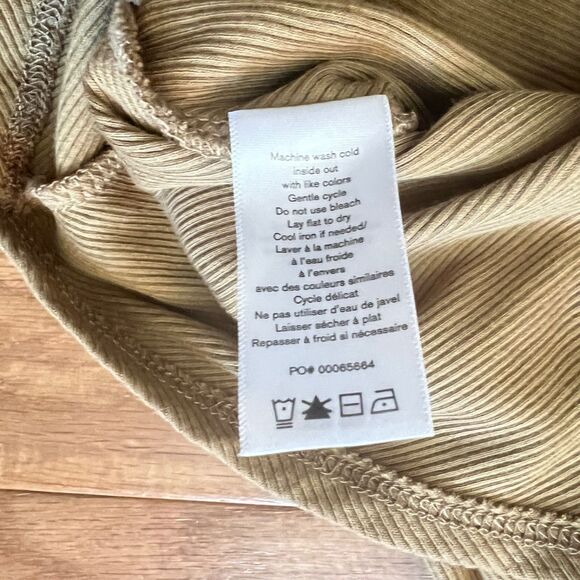 Machine wash cold
inside out
with like colors
Gentle cycle
Do not use bleach
Lay flat to dry
Cool iron if needed/
Laver à la machine
à l'eau froide
à l'envers
avec des couleurs similaires
Cycle délicat
Ne pas utiliser d'eau de javel
Laisser sécher à plat
Repasser à froid si nécessaire
PO# 00065664